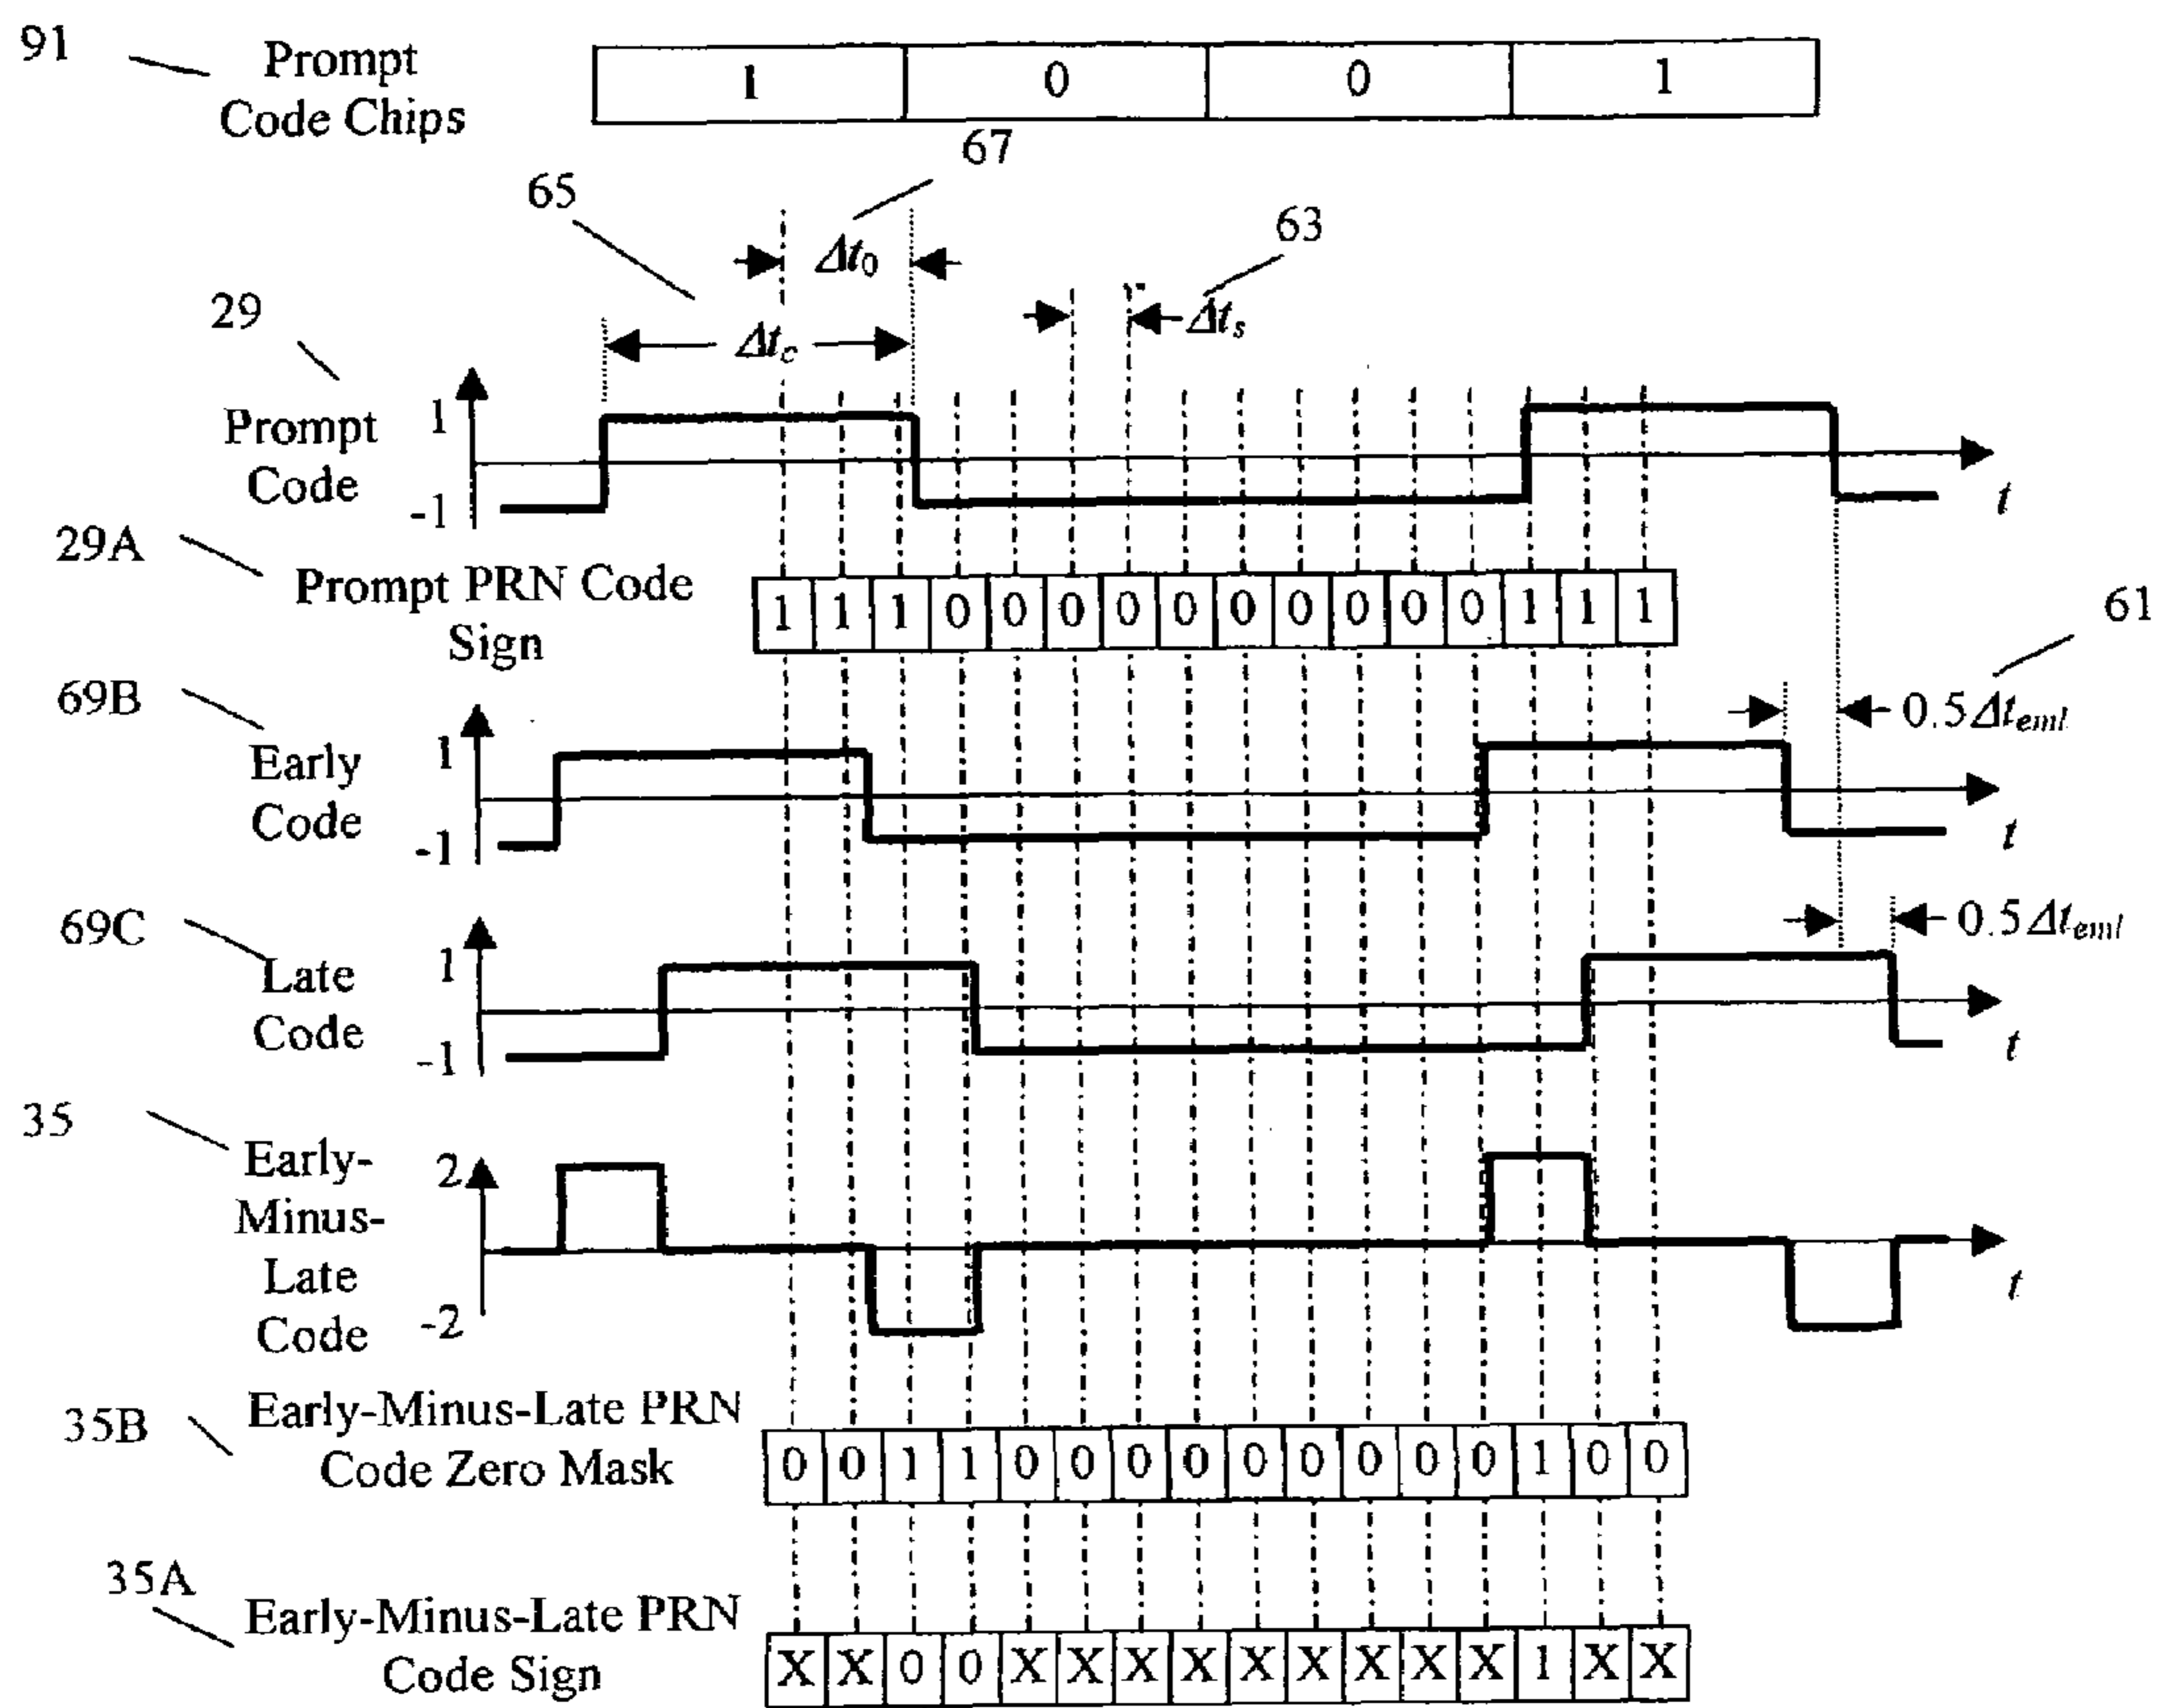 91
Prompt
Code Chips
1 0 0 1
67
65
Δt₀
63
29
Δtₛ
Δt_c
Prompt
Code
1
-1
t
29A
Prompt PRN Code
Sign
1 1 1 0 0 0 0 0 0 0 0 0 0 1 1 1
61
69B
0.5Δt_eml
Early
Code
1
-1
t
69C
0.5Δt_eml
Late
Code
1
-1
t
35
Early-
Minus-
Late
Code
2
-2
t
35B
Early-Minus-Late PRN
Code Zero Mask
0 0 1 1 0 0 0 0 0 0 0 0 0 1 0 0
35A
Early-Minus-Late PRN
Code Sign
X X 0 0 X X X X X X X X X 1 X X